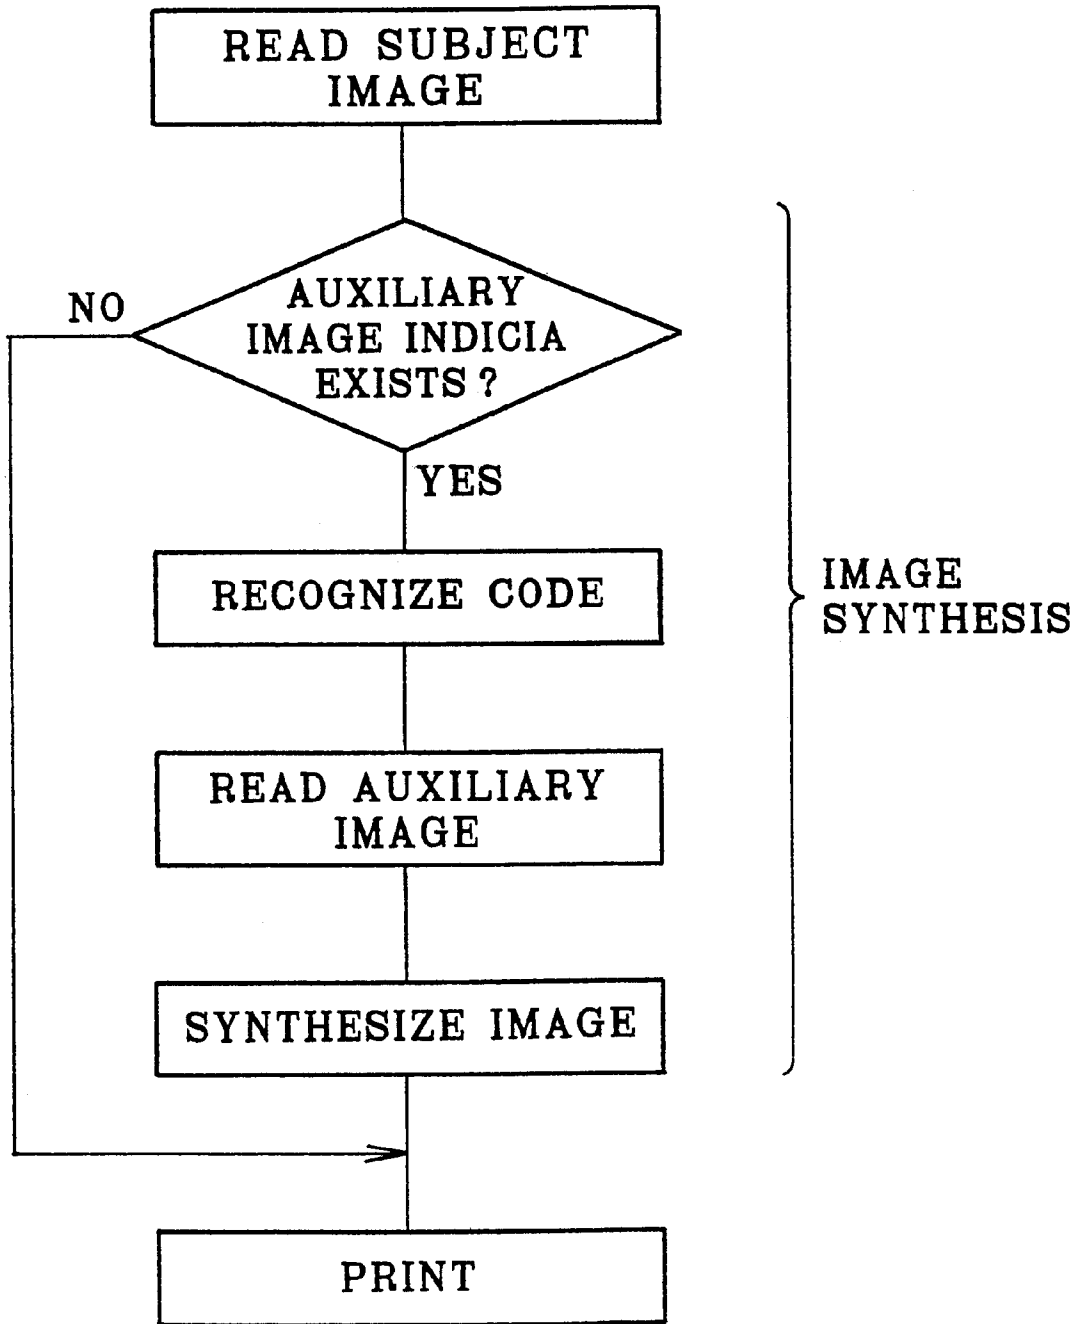 READ SUBJECT
IMAGE
NO
AUXILIARY
IMAGE INDICIA
EXISTS ?
YES
RECOGNIZE CODE
IMAGE
SYNTHESIS
READ AUXILIARY
IMAGE
SYNTHESIZE IMAGE
PRINT